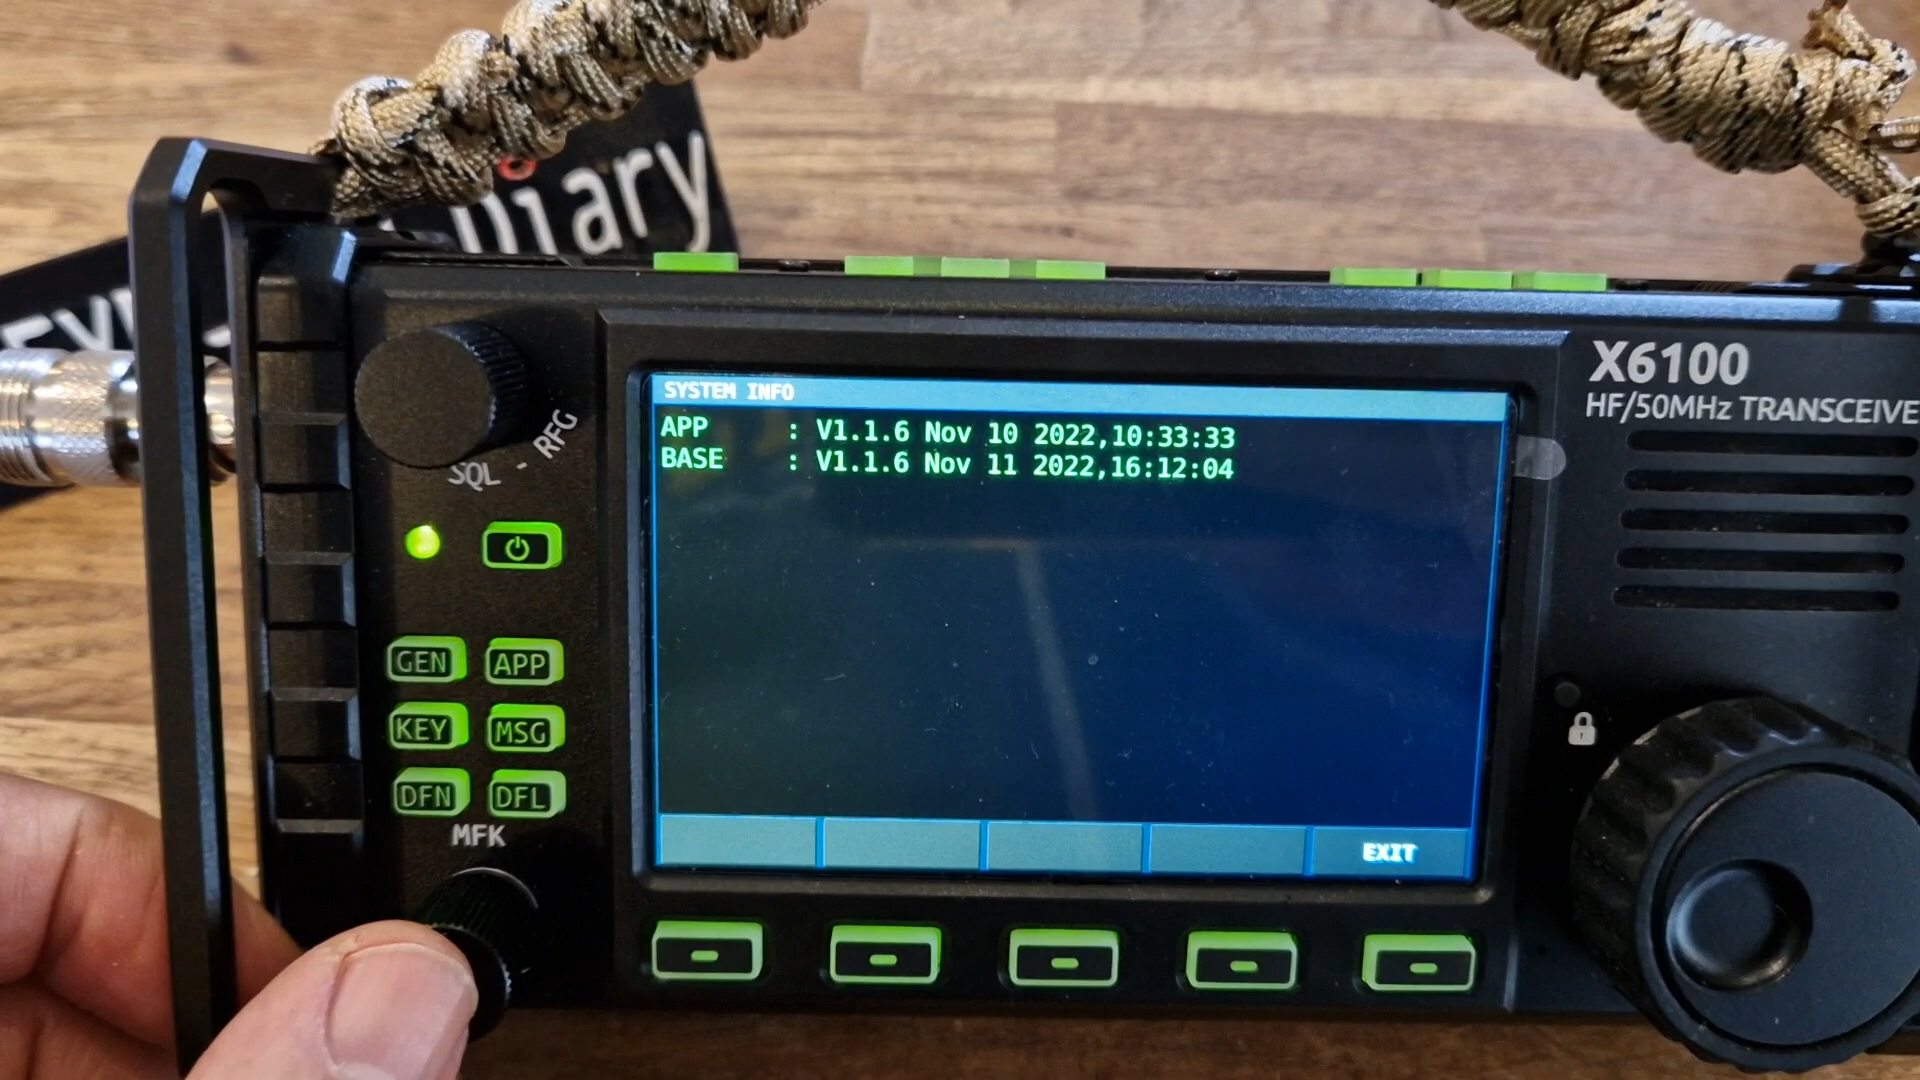 Diary
X6100
HF/50MHz TRANSCEIVE
SYSTEM INFO
APP : V1.1.6 Nov 10 2022,10:33:33
BASE : V1.1.6 Nov 11 2022,16:12:04
SQL - RFG
GEN APP
KEY MSG
DFN DFL
MFK
EXIT